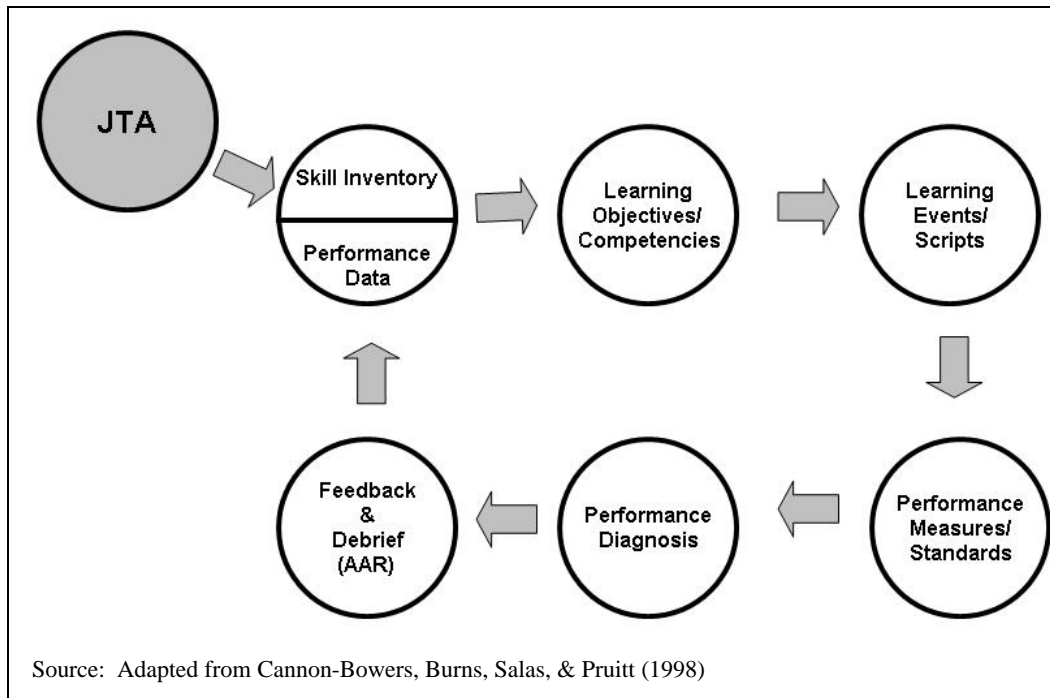 JTA
Skill Inventory
Performance
Data
Learning
Objectives/
Competencies
Learning
Events/
Scripts
Feedback
&
Debrief
(AAR)
Performance
Diagnosis
Performance
Measures/
Standards
Source:  Adapted from Cannon-Bowers, Burns, Salas, & Pruitt (1998)